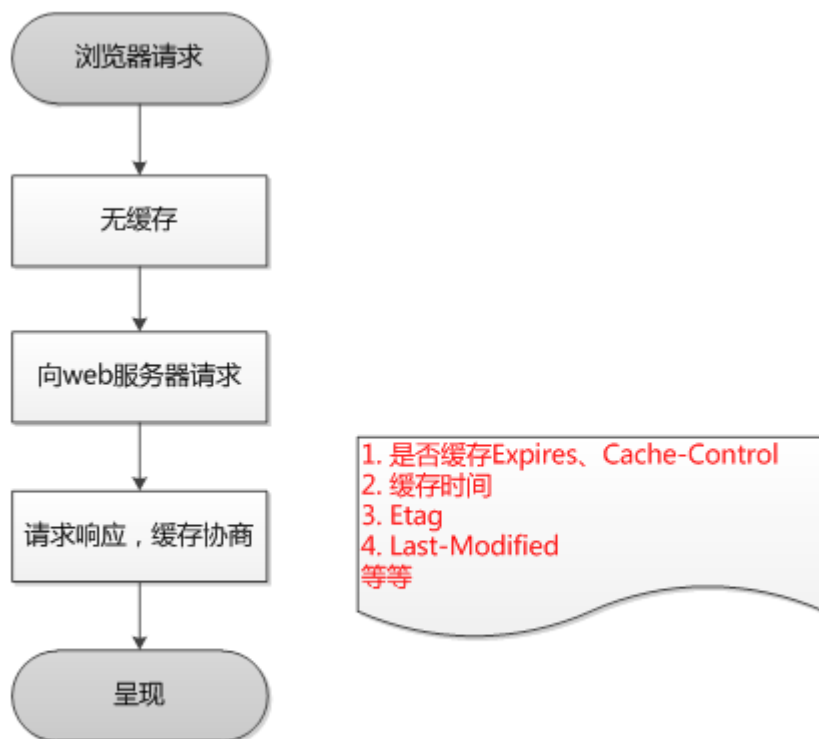 浏览器请求
无缓存
向web服务器请求
请求响应，缓存协商
呈现
1. 是否缓存Expires、Cache-Control
2. 缓存时间
3. Etag
4. Last-Modified
等等